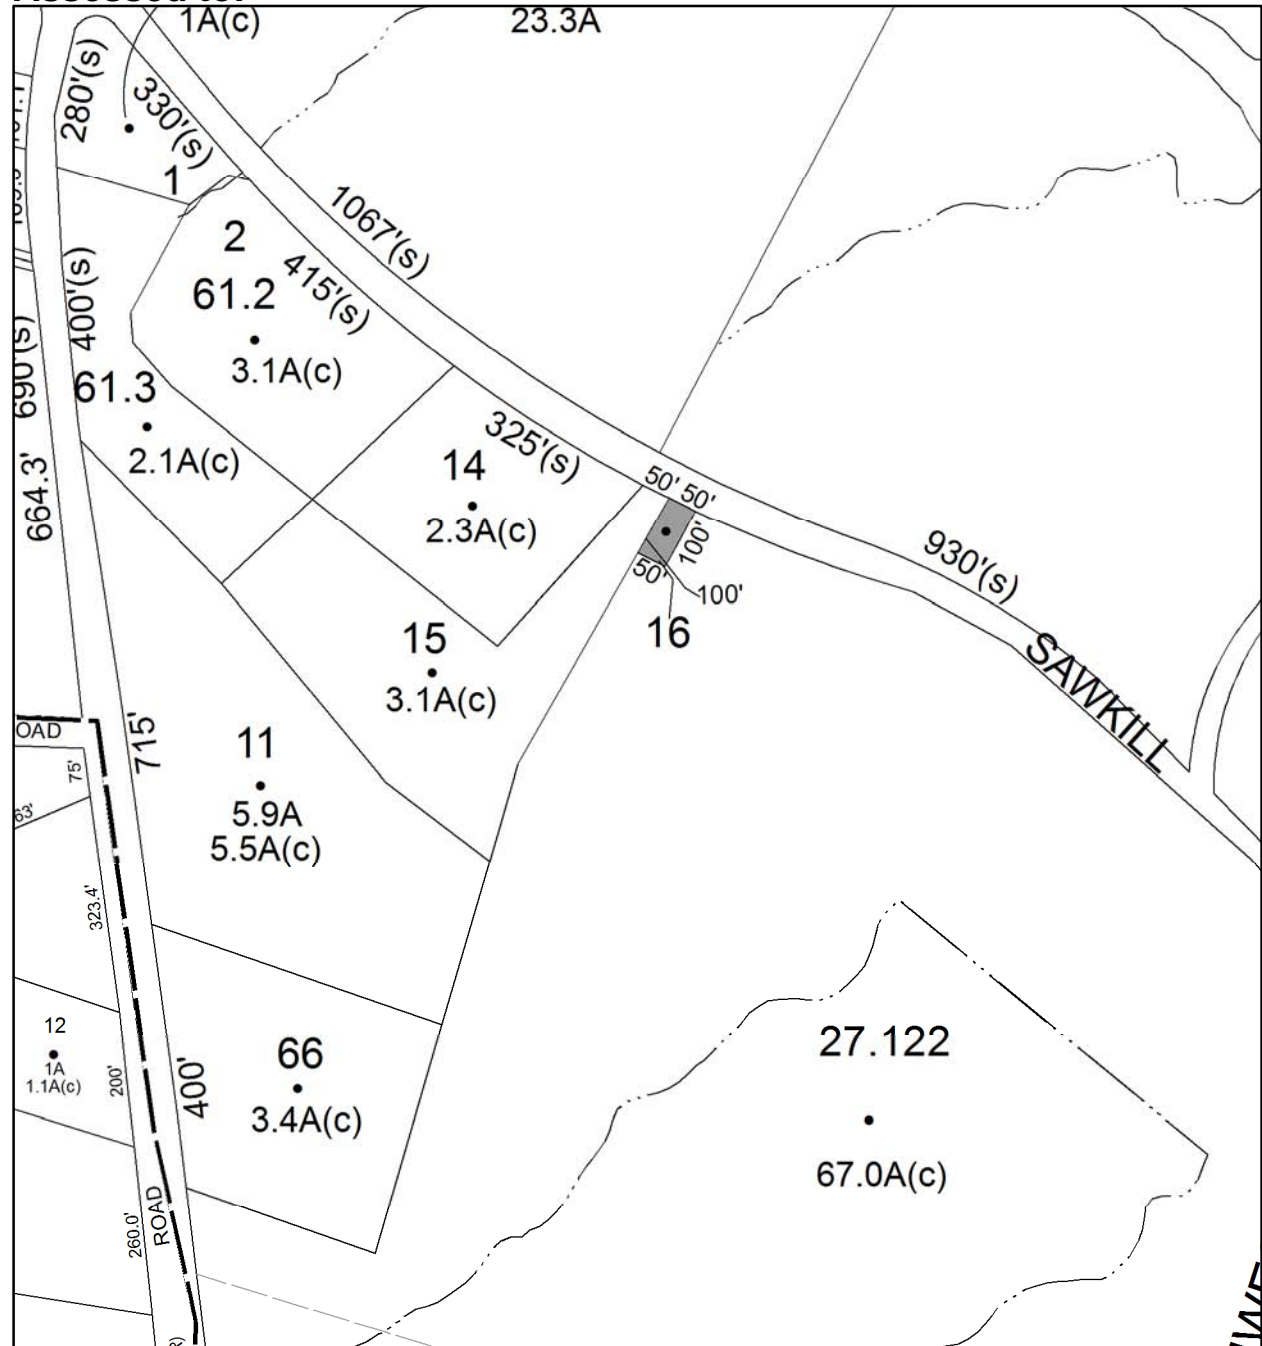 1A(c)
23.3A
280'(s)
330'(s)
1
1067'(s)
2
415'(s)
61.2
3.1A(c)
400'(s)
690'(s)
61.3
2.1A(c)
664.3'
325'(s)
14
2.3A(c)
50' 50'
100'
50'
100'
16
930'(s)
SAWKILL
15
3.1A(c)
OAD
715'
75'
63'
11
5.9A
5.5A(c)
323.4'
12
1A
1.1A(c)
200'
400'
66
3.4A(c)
27.122
67.0A(c)
260.0'
ROAD